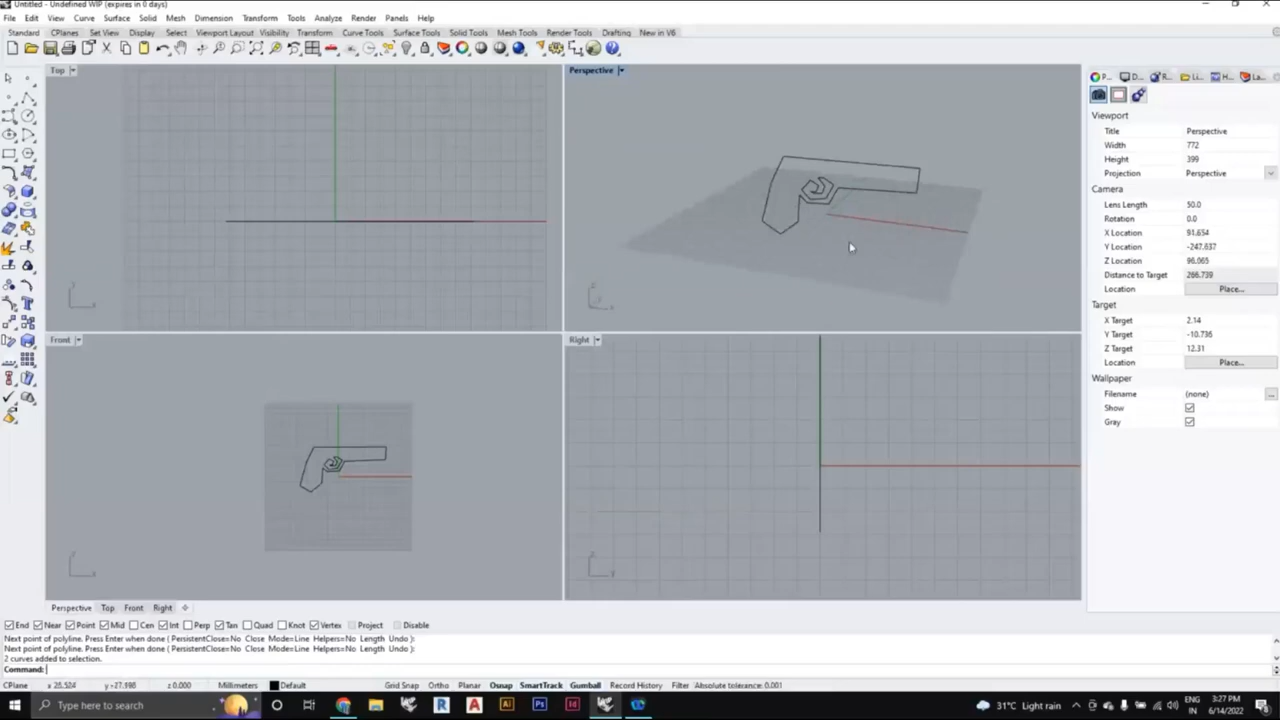 Untitled - Undefined WIP (expires in 0 days)
File Edit View Curve Surface Solid Mesh Dimension Transform Tools Analyze Render Panels Help
Standard CPlanes Set View Display Select Viewport Layout Visibility Transform Curve Tools Surface Tools Solid Tools Mesh Tools Render Tools Drafting New in V6
Top
Perspective
Front
Right
Viewport
Title Perspective
Width 772
Height 399
Projection Perspective
Camera
Lens Length 50.0
Rotation 0.0
X Location 91.654
Y Location -247.637
Z Location 96.065
Distance to Target 266.739
Location Place...
Target
X Target 2.14
Y Target -10.736
Z Target 12.31
Location Place...
Wallpaper
Filename (none) ...
Show
Gray
Perspective Top Front Right
End Near Point Mid Cen Int Perp Tan Quad Knot Vertex Project Disable
Next point of polyline. Press Enter when done ( PersistentClose=No Close Mode=Line Helpers=No Length Undo ):
Next point of polyline. Press Enter when done ( PersistentClose=No Close Mode=Line Helpers=No Length Undo ):
2 curves added to selection.
Command:
CPlane x 26.524 y -27.996 z 0.000 Millimeters Default Grid Snap Ortho Planar Osnap SmartTrack Gumball Record History Filter Absolute tolerance: 0.001
Type here to search
31°C Light rain
ENG
IN
3:27 PM
6/14/2022